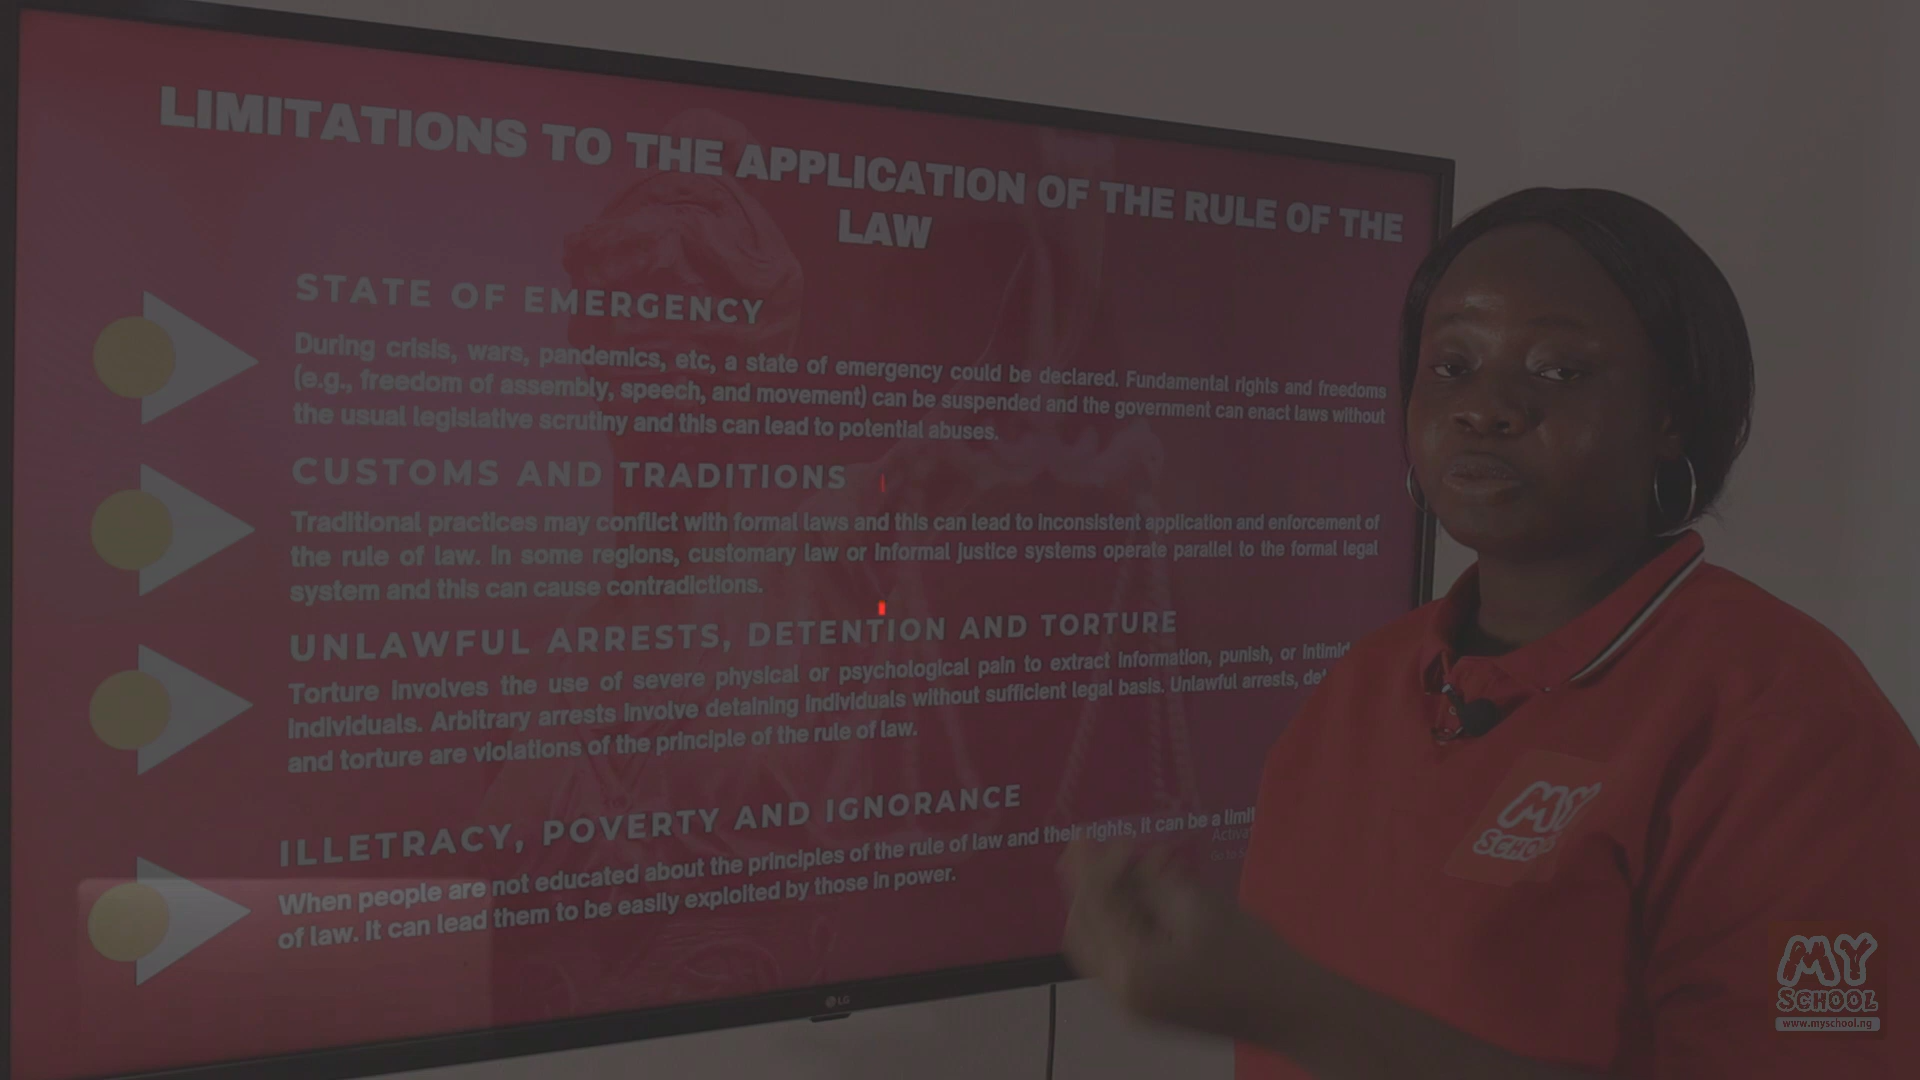 LIMITATIONS TO THE APPLICATION OF THE RULE OF THE
LAW
STATE OF EMERGENCY
During crisis, wars, pandemics, etc, a state of emergency could be declared. Fundamental rights and freedoms
(e.g., freedom of assembly, speech, and movement) can be suspended and the government can enact laws without
the usual legislative scrutiny and this can lead to potential abuses.
CUSTOMS AND TRADITIONS
Traditional practices may conflict with formal laws and this can lead to inconsistent application and enforcement of
the rule of law. In some regions, customary law or informal justice systems operate parallel to the formal legal
system and this can cause contradictions.
UNLAWFUL ARRESTS, DETENTION AND TORTURE
Torture involves the use of severe physical or psychological pain to extract information, punish, or
individuals. Arbitrary arrests involve detaining individuals without sufficient legal basis. Unlawful arrests,
and torture are violations of the principle of the rule of law.
ILLETRACY, POVERTY AND IGNORANCE
When people are not educated about the principles of the rule of law and their rights, it can be a
of law. It can lead them to be easily exploited by those in power.
LG
MY
SCHOOL
MY
SCHOOL
www.myschool.ng